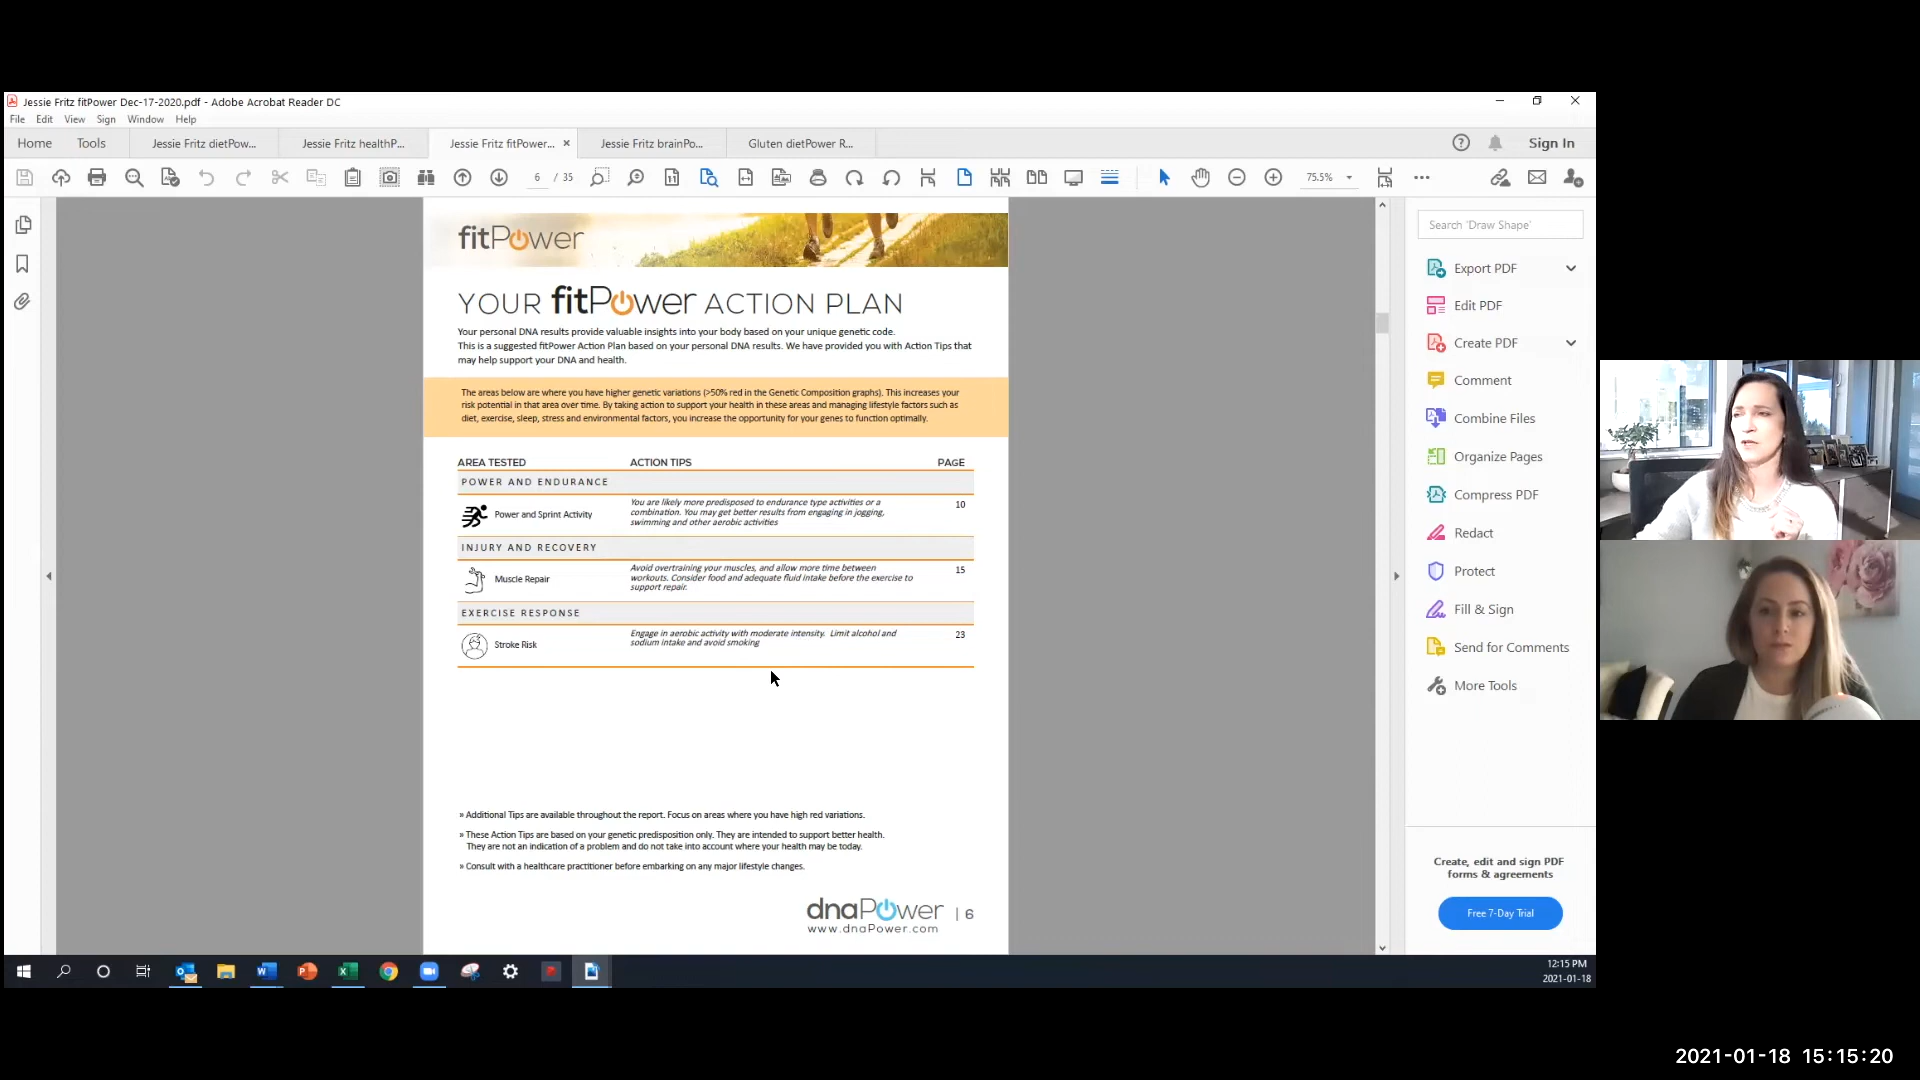 Jessie Fritz fitPower Dec-17-2020.pdf - Adobe Acrobat Reader DC
File Edit View Sign Window Help
Home Tools Jessie Fritz dietPow... Jessie Fritz healthP... Jessie Fritz fitPower... × Jessie Fritz brainPo... Gluten dietPower R... Sign In
6 / 35 75.5%
fitPower
YOUR fitPower ACTION PLAN
Your personal DNA results provide valuable insights into your body based on your unique genetic code.
This is a suggested fitPower Action Plan based on your personal DNA results. We have provided you with Action Tips that
may help support your DNA and health.
The areas below are where you have higher genetic variations (>50% red in the Genetic Composition graphs). This increases your
risk potential in that area over time. By taking action to support your health in these areas and managing lifestyle factors such as
diet, exercise, sleep, stress and environmental factors, you increase the opportunity for your genes to function optimally.
AREA TESTED ACTION TIPS PAGE
POWER AND ENDURANCE
Power and Sprint Activity
You are likely more predisposed to endurance type activities or a
combination. You may get better results from engaging in jogging,
swimming and other aerobic activities
10
INJURY AND RECOVERY
Muscle Repair
Avoid overtraining your muscles, and allow more time between
workouts. Consider food and adequate fluid intake before the exercise to
support repair.
15
EXERCISE RESPONSE
Stroke Risk
Engage in aerobic activity with moderate intensity. Limit alcohol and
sodium intake and avoid smoking
23
» Additional Tips are available throughout the report. Focus on areas where you have high red variations.
» These Action Tips are based on your genetic predisposition only. They are intended to support better health.
They are not an indication of a problem and do not take into account where your health may be today.
» Consult with a healthcare practitioner before embarking on any major lifestyle changes.
dnaPower | 6
www.dnaPower.com
Search 'Draw Shape'
Export PDF
Edit PDF
Create PDF
Comment
Combine Files
Organize Pages
Compress PDF
Redact
Protect
Fill & Sign
Send for Comments
More Tools
Create, edit and sign PDF
forms & agreements
Free 7-Day Trial
12:15 PM
2021-01-18
2021-01-18 15:15:20